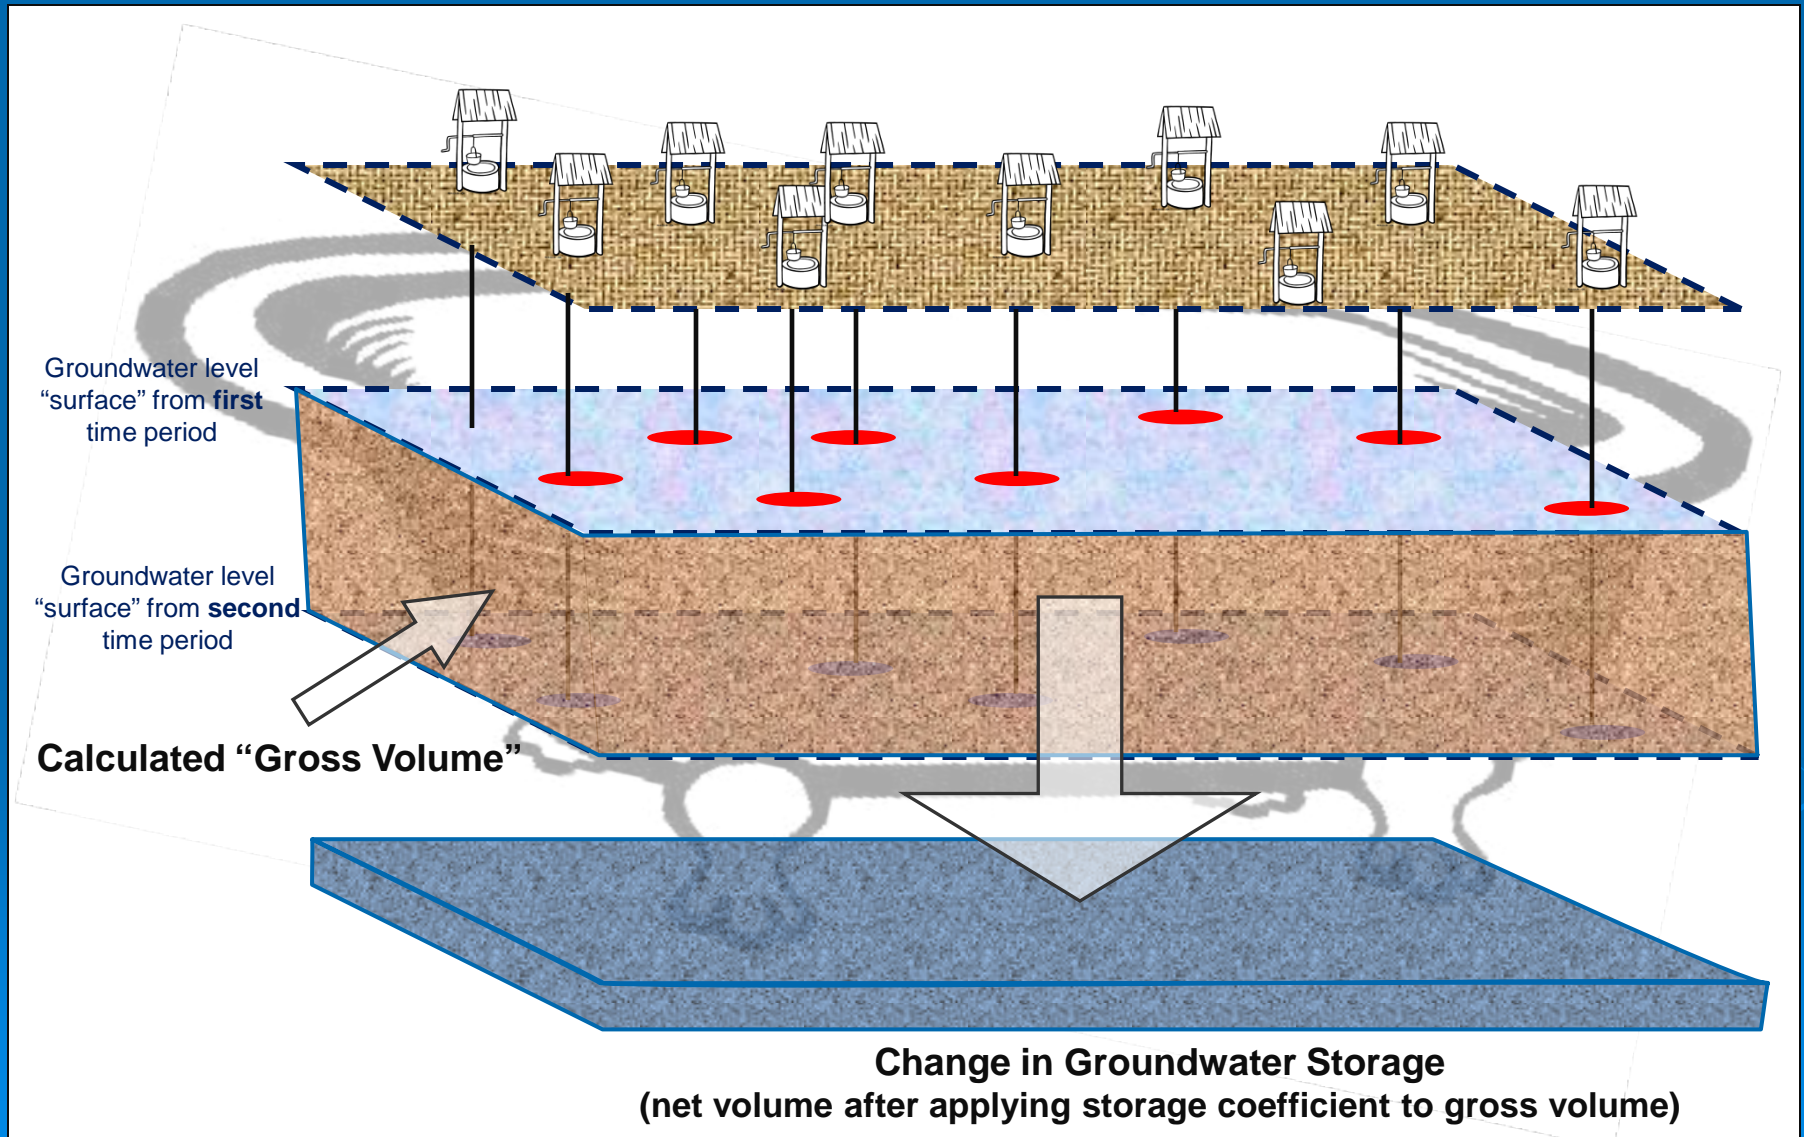 Groundwater level
“surface” from first
time period
Groundwater level
“surface” from second
time period
Calculated “Gross Volume”
Change in Groundwater Storage
(net volume after applying storage coefficient to gross volume)